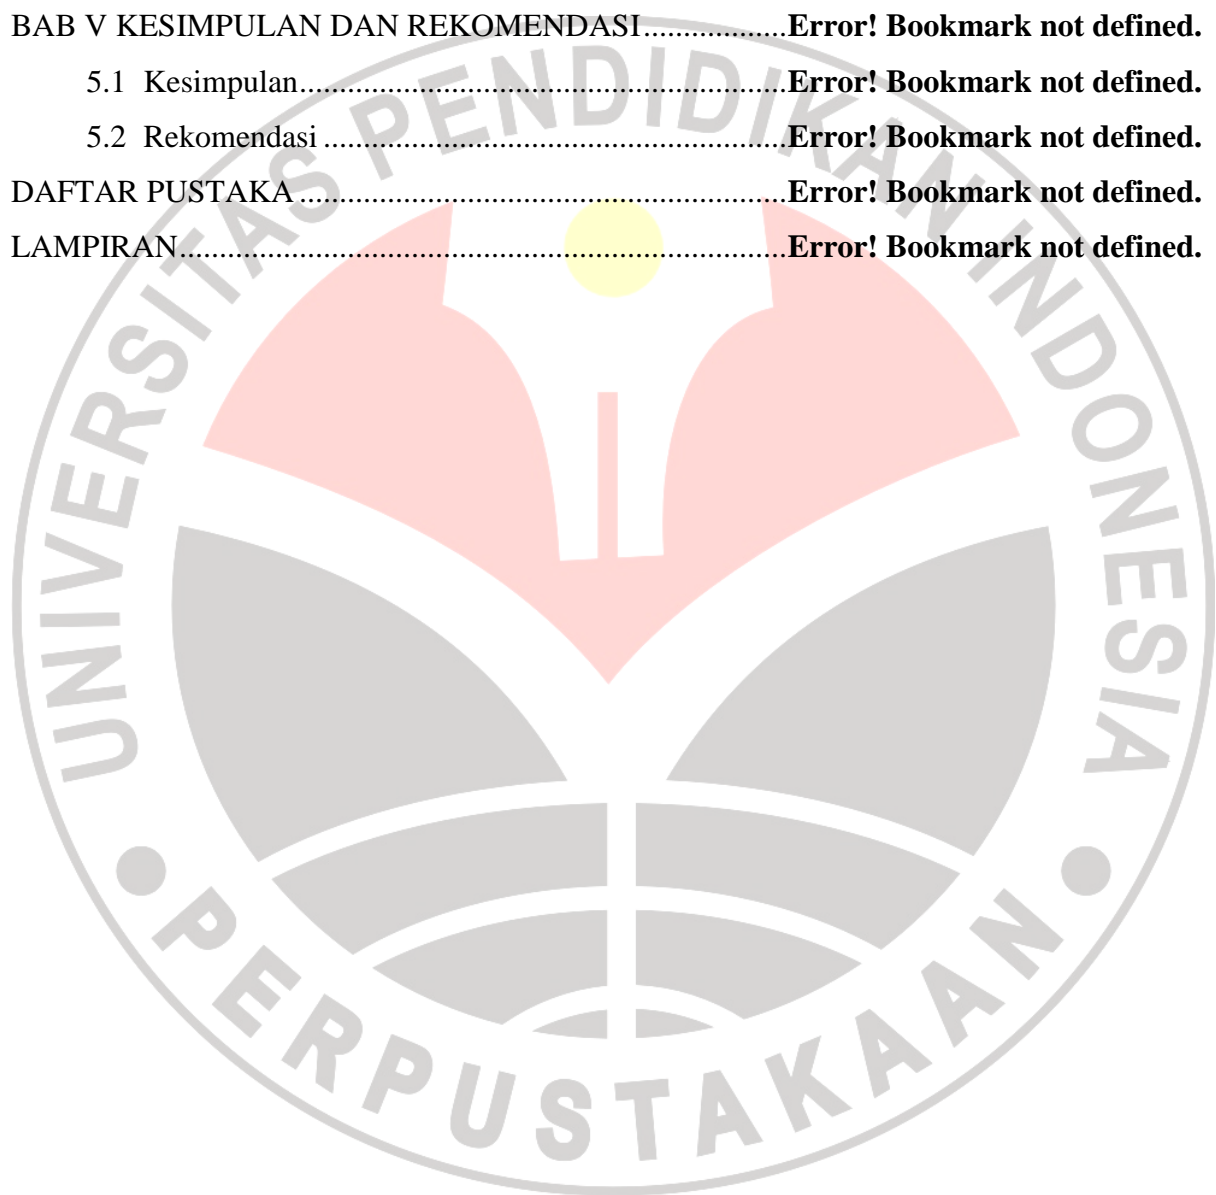 BAB V KESIMPULAN DAN REKOMENDASI..................Error! Bookmark not defined.
5.1 Kesimpulan.............................................................Error! Bookmark not defined.
5.2 Rekomendasi ..........................................................Error! Bookmark not defined.
DAFTAR PUSTAKA .............................................................Error! Bookmark not defined.
LAMPIRAN............................................................................Error! Bookmark not defined.
UNIVERSITAS PENDIDIKAN INDONESIA
PERPUSTAKAAN